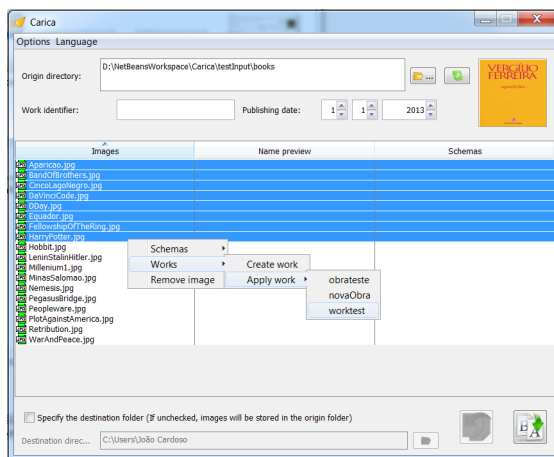 Carica
Options Language
Origin directory:
D:\NetBeansWorkspace\Carica\testInput\books
...
VERGÍLIO
FERREIRA
Work identifier:
Publishing date:
1
1
2013
Images
Name preview
Schemas
Aparicao.jpg
BandOfBrothers.jpg
CincoLagoNegro.jpg
DaVinciCode.jpg
DDay.jpg
Equador.jpg
FellowshipOfTheRing.jpg
HarryPotter.jpg
Hobbit.jpg
LeninStalinHitler.jpg
Millenium1.jpg
MinasSalomao.jpg
Nemesis.jpg
PegasusBridge.jpg
Peopleware.jpg
PlotAgainstAmerica.jpg
Retribution.jpg
WarAndPeace.jpg
Schemas
Works
Remove image
Create work
Apply work
obrateste
novaObra
worktest
Specify the destination folder (If unchecked, images will be stored in the origin folder)
Destination direc...
C:\Users\João Cardoso
B
A